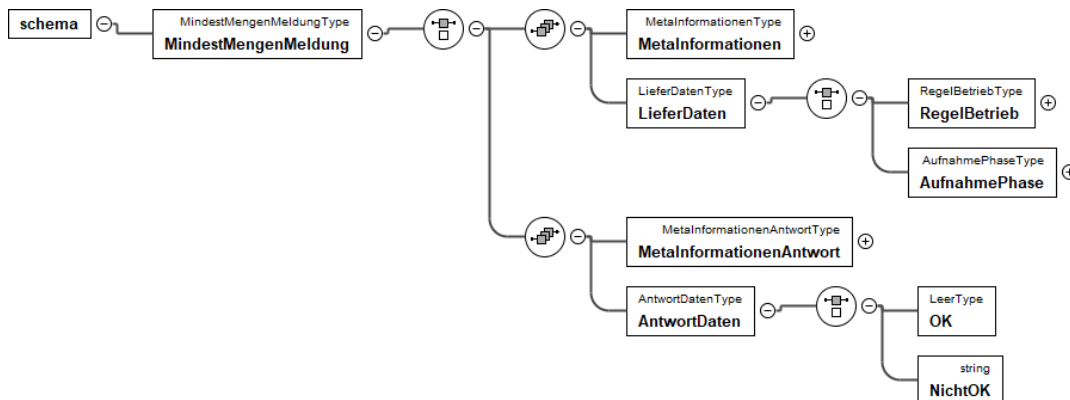 schema
MindestMengenMeldungType
MindestMengenMeldung
MetaInformationenType
MetaInformationen
LieferDatenType
LieferDaten
RegelBetriebType
RegelBetrieb
AufnahmePhaseType
AufnahmePhase
MetaInformationenAntwortType
MetaInformationenAntwort
AntwortDatenType
AntwortDaten
LeerType
OK
string
NichtOK